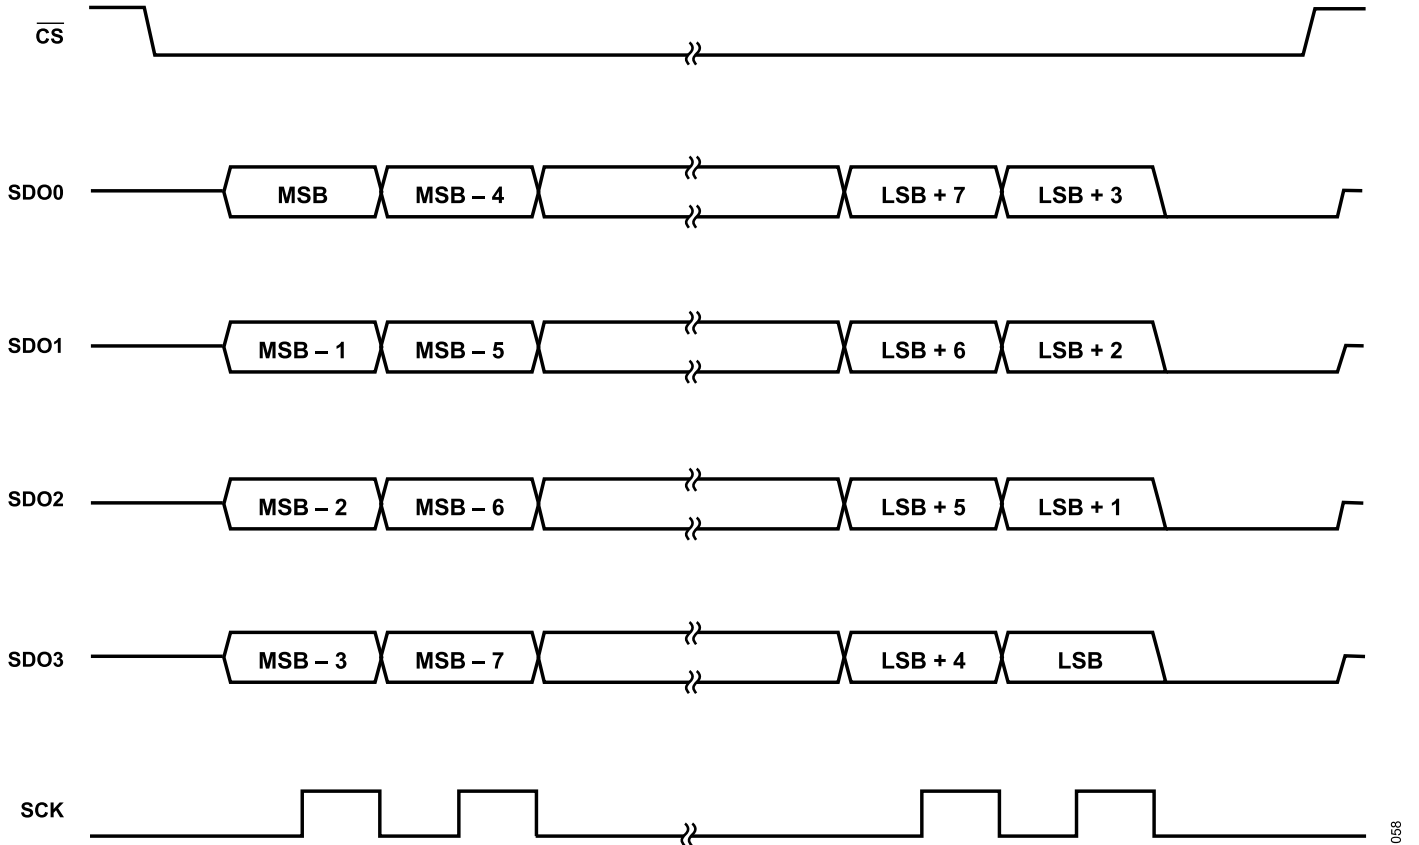 CS
SDO0 MSB MSB – 4 LSB + 7 LSB + 3
SDO1 MSB – 1 MSB – 5 LSB + 6 LSB + 2
SDO2 MSB – 2 MSB – 6 LSB + 5 LSB + 1
SDO3 MSB – 3 MSB – 7 LSB + 4 LSB
SCK
058